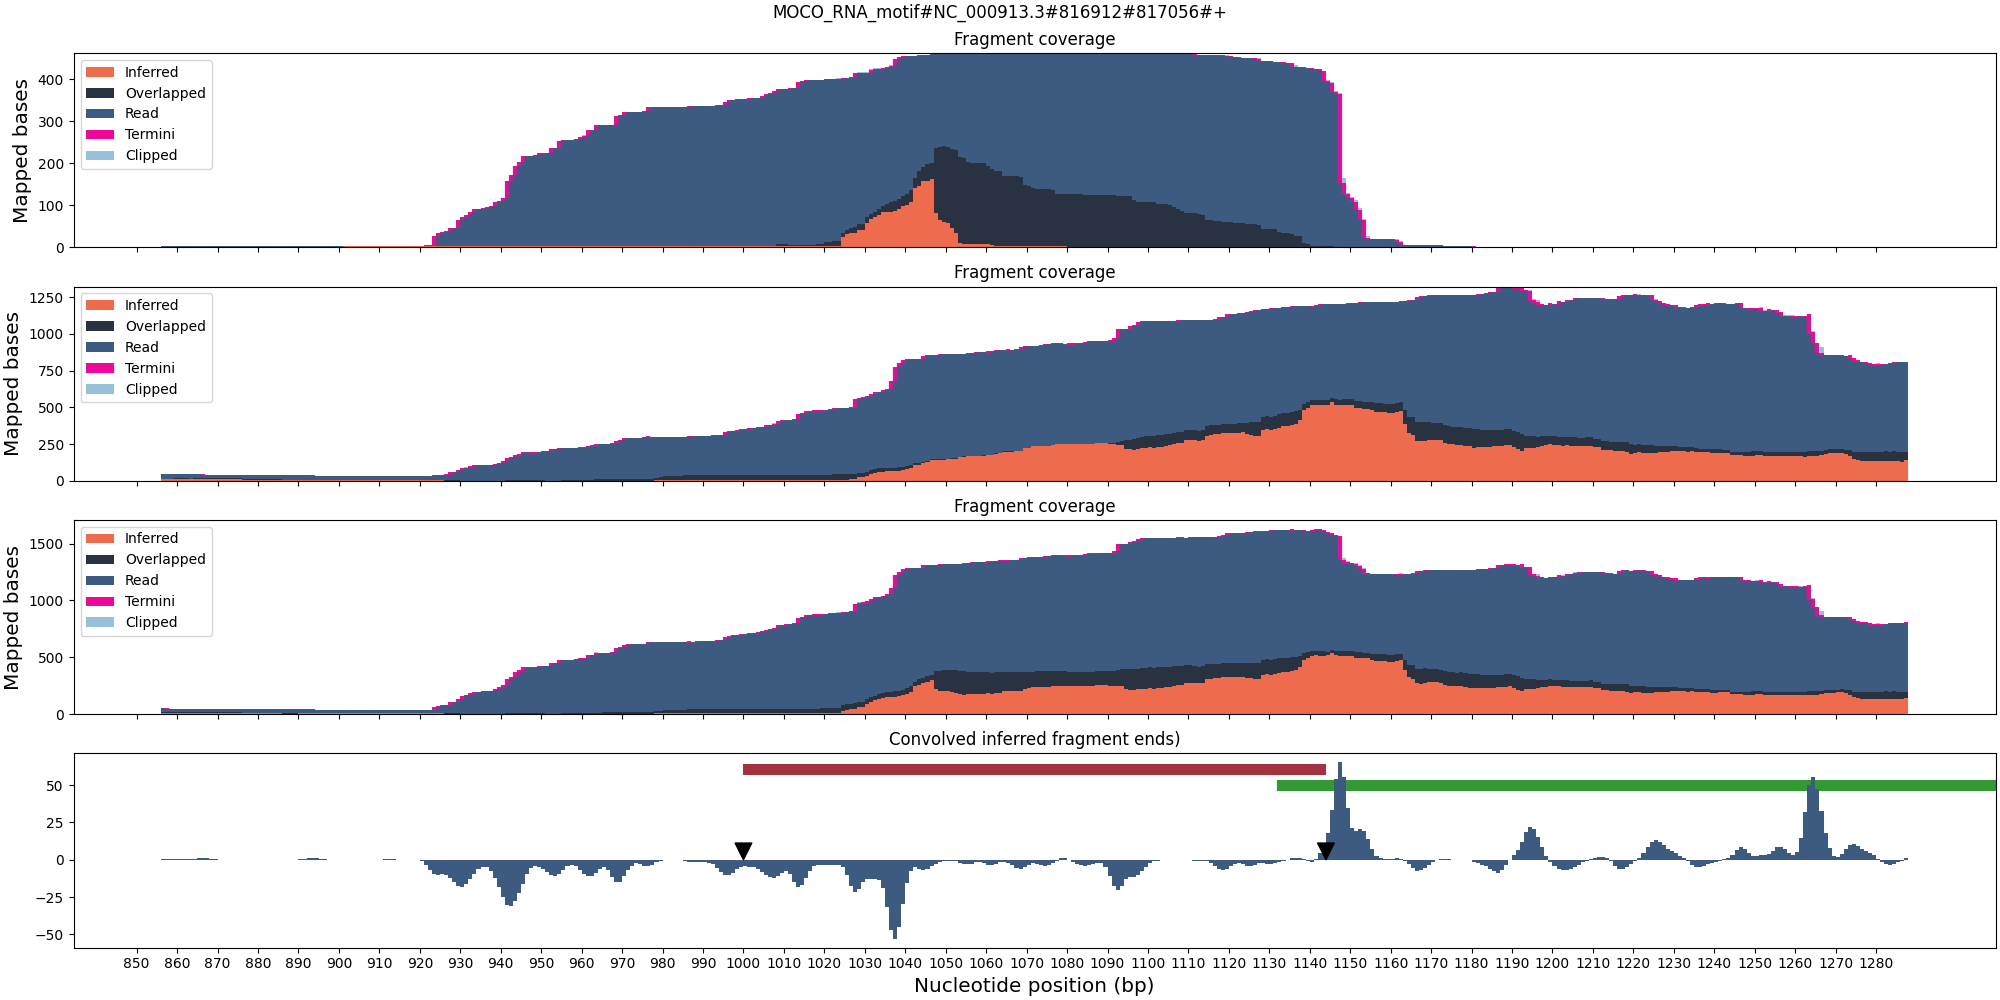 MOCO_RNA_motif#NC_000913.3#816912#817056#+
Fragment coverage
Mapped bases
400
300
200
100
0
Inferred
Overlapped
Read
Termini
Clipped
Fragment coverage
Mapped bases
1250
1000
750
500
250
0
Inferred
Overlapped
Read
Termini
Clipped
Fragment coverage
Mapped bases
1500
1000
500
0
Inferred
Overlapped
Read
Termini
Clipped
Convolved inferred fragment ends)
50
25
0
−25
−50
850 860 870 880 890 900 910 920 930 940 950 960 970 980 990 1000 1010 1020 1030 1040 1050 1060 1070 1080 1090 1100 1110 1120 1130 1140 1150 1160 1170 1180 1190 1200 1210 1220 1230 1240 1250 1260 1270 1280
Nucleotide position (bp)